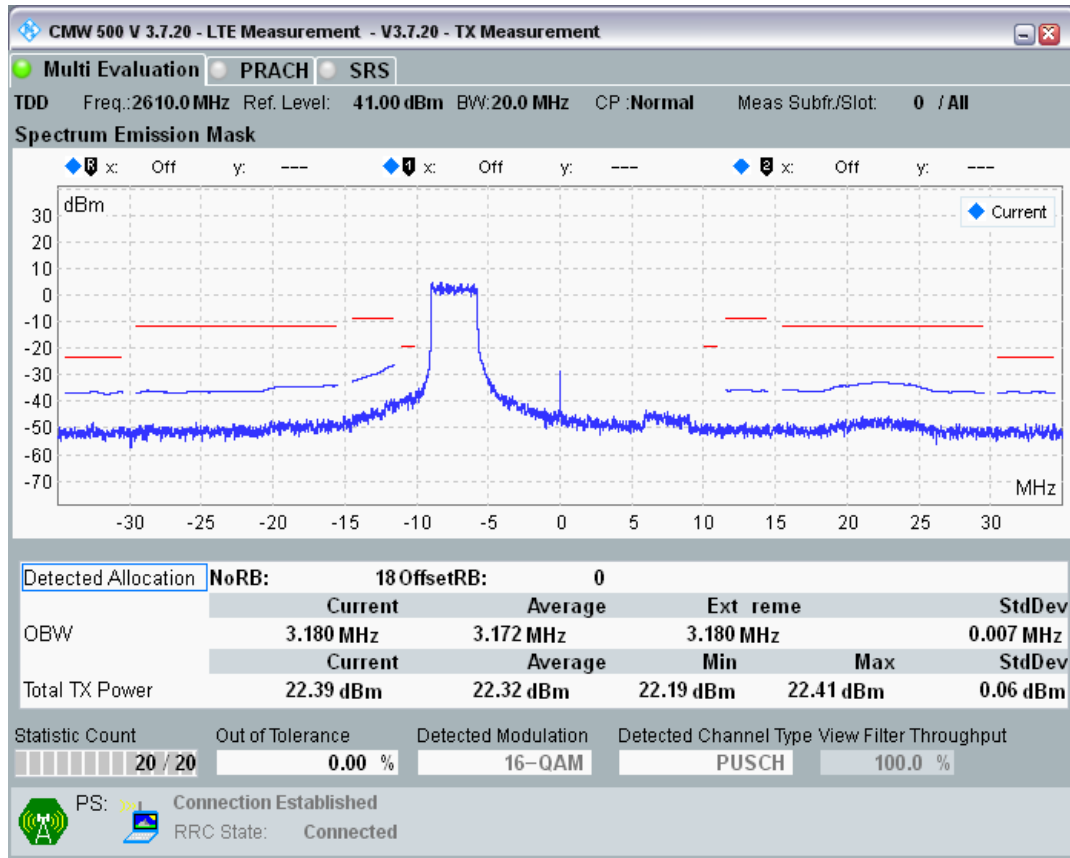 CMW 500 V 3.7.20 - LTE Measurement - V3.7.20 - TX Measurement
Multi Evaluation PRACH SRS
TDD Freq.:2610.0 MHz Ref. Level: 41.00 dBm BW:20.0 MHz CP :Normal Meas Subfr./Slot: 0 / All
Spectrum Emission Mask
R x: Off y: --- 1 x: Off y: --- 2 x: Off y: ---
dBm
Current
30
20
10
0
-10
-20
-30
-40
-50
-60
-70
MHz
-30 -25 -20 -15 -10 -5 0 5 10 15 20 25 30
Detected Allocation NoRB: 18 OffsetRB: 0
Current Average Ext reme StdDev
OBW 3.180 MHz 3.172 MHz 3.180 MHz 0.007 MHz
Current Average Min Max StdDev
Total TX Power 22.39 dBm 22.32 dBm 22.19 dBm 22.41 dBm 0.06 dBm
Statistic Count Out of Tolerance Detected Modulation Detected Channel Type View Filter Throughput
20 / 20 0.00 % 16-QAM PUSCH 100.0 %
PS: Connection Established
RRC State: Connected